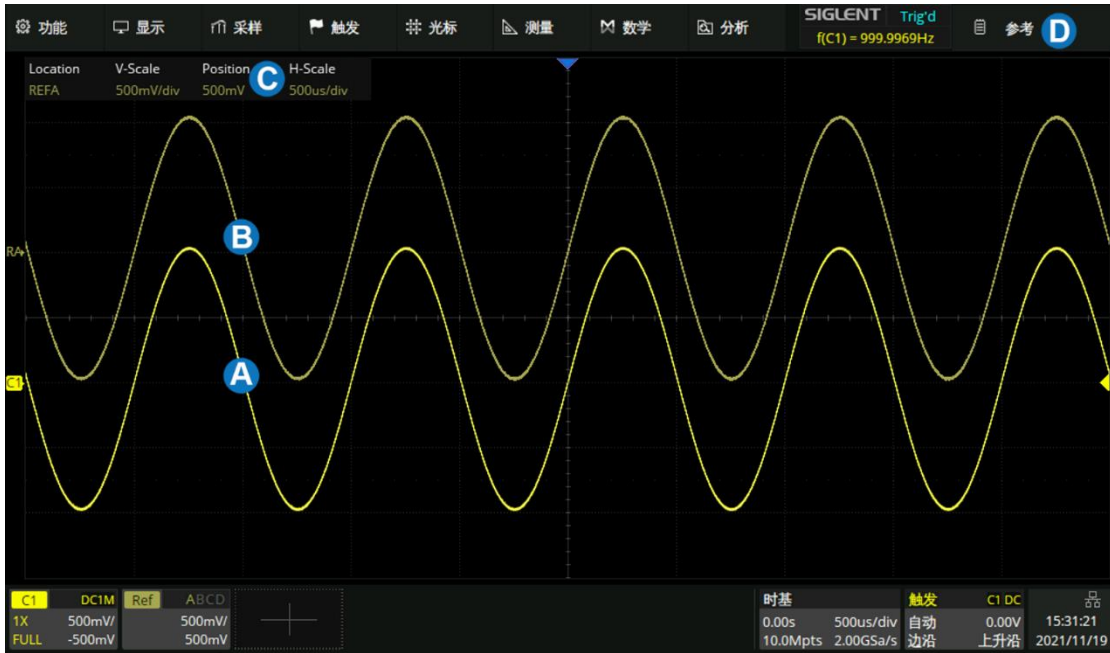 功能 显示 采样 触发 光标 测量 数学 分析 SIGLENT Trig'd 参考 D
f(C1) = 999.9969Hz
Location V-Scale Position C H-Scale
REFA 500mV/div 500mV 500us/div
B
RA
A
C1
C1 DC1M Ref ABCD 时基 触发 C1 DC
1X 500mV/ 500mV/ 0.00s 500us/div 自动 0.00V 15:31:21
FULL -500mV 500mV 10.0Mpts 2.00GSa/s 边沿 上升沿 2021/11/19